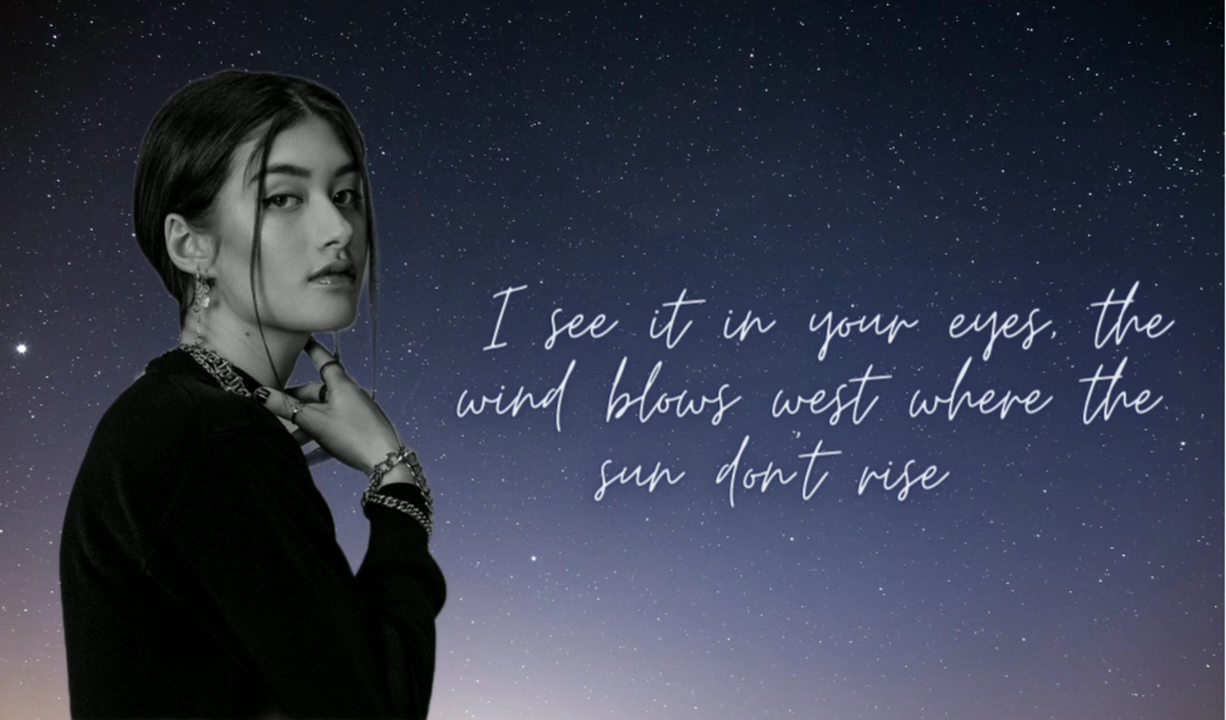 I see it in your eyes, the
wind blows west where the
sun don't rise